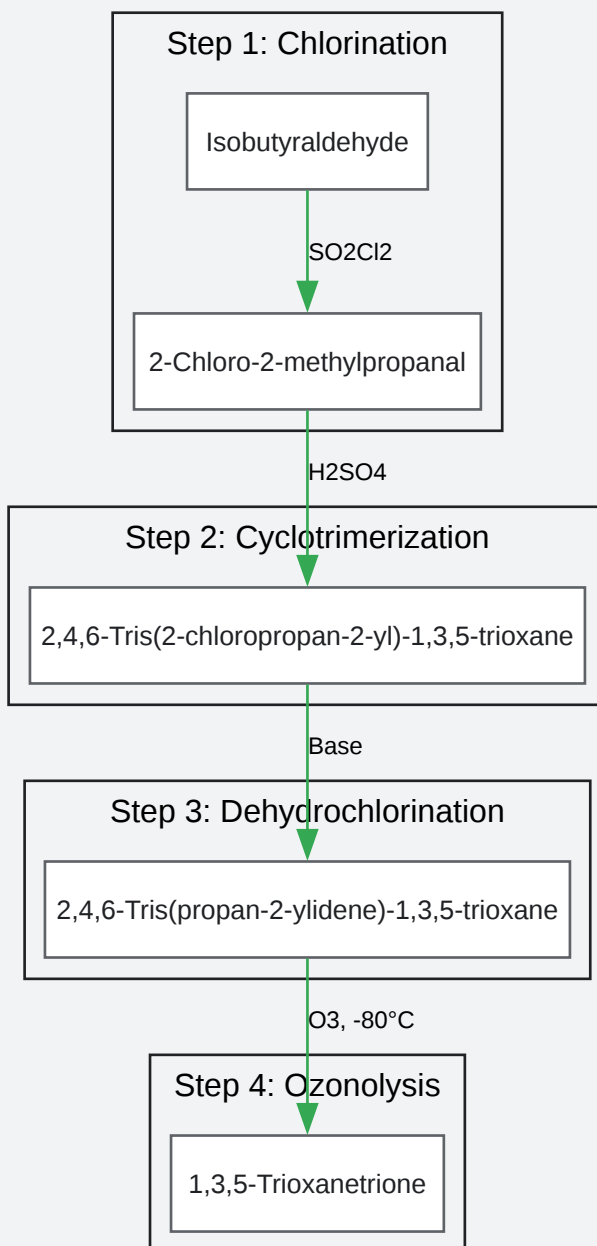 Step 1: Chlorination
Isobutyraldehyde
SO2Cl2
2-Chloro-2-methylpropanal
H2SO4
Step 2: Cyclotrimerization
2,4,6-Tris(2-chloropropan-2-yl)-1,3,5-trioxane
Base
Step 3: Dehydrochlorination
2,4,6-Tris(propan-2-ylidene)-1,3,5-trioxane
O3, -80°C
Step 4: Ozonolysis
1,3,5-Trioxanetrione